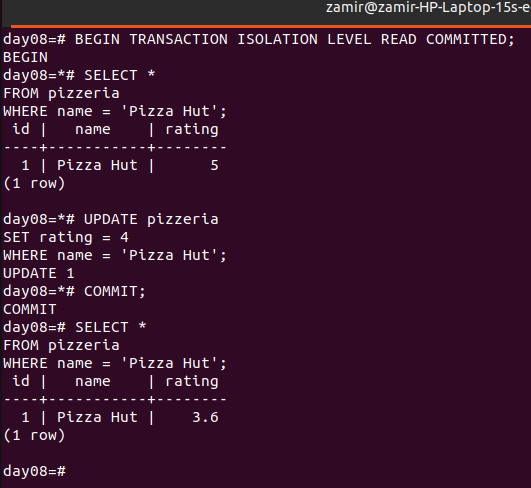 zamir@zamir-HP-Laptop-15s-e
day08=# BEGIN TRANSACTION ISOLATION LEVEL READ COMMITTED;
BEGIN
day08=*# SELECT *
FROM pizzeria
WHERE name = 'Pizza Hut';
 id |   name    | rating
----+-----------+--------
  1 | Pizza Hut |      5
(1 row)

day08=*# UPDATE pizzeria
SET rating = 4
WHERE name = 'Pizza Hut';
UPDATE 1
day08=*# COMMIT;
COMMIT
day08=# SELECT *
FROM pizzeria
WHERE name = 'Pizza Hut';
 id |   name    | rating
----+-----------+--------
  1 | Pizza Hut |    3.6
(1 row)

day08=#